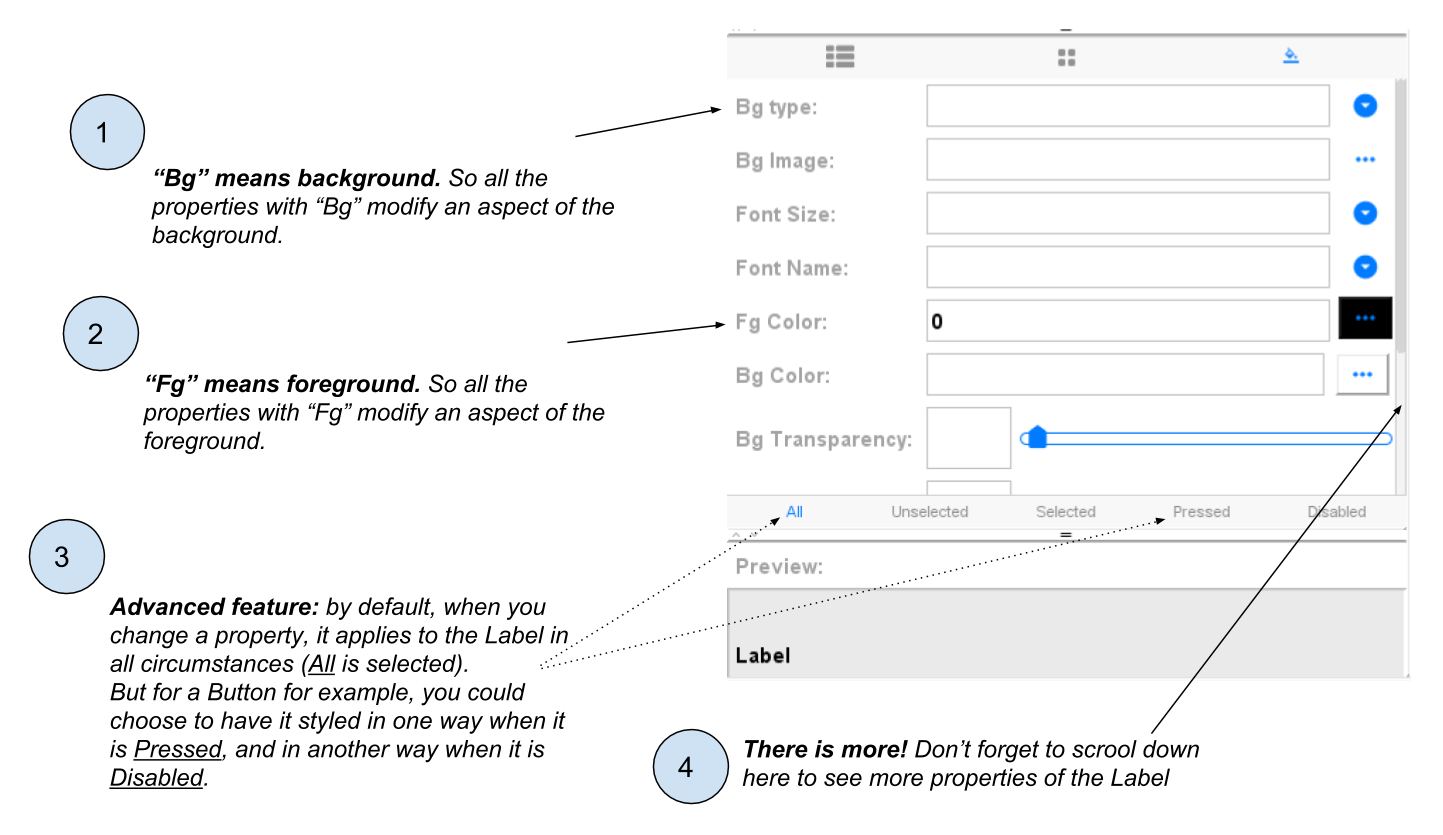 1
“Bg” means background. So all the
properties with “Bg” modify an aspect of the
background.
2
“Fg” means foreground. So all the
properties with “Fg” modify an aspect of the
foreground.
3
Advanced feature: by default, when you
change a property, it applies to the Label in
all circumstances (All is selected).
But for a Button for example, you could
choose to have it styled in one way when it
is Pressed, and in another way when it is
Disabled.
Bg type:
Bg Image:
Font Size:
Font Name:
Fg Color: 0
Bg Color:
Bg Transparency:
All Unselected Selected Pressed Disabled
Preview:
Label
4
There is more! Don’t forget to scrool down
here to see more properties of the Label